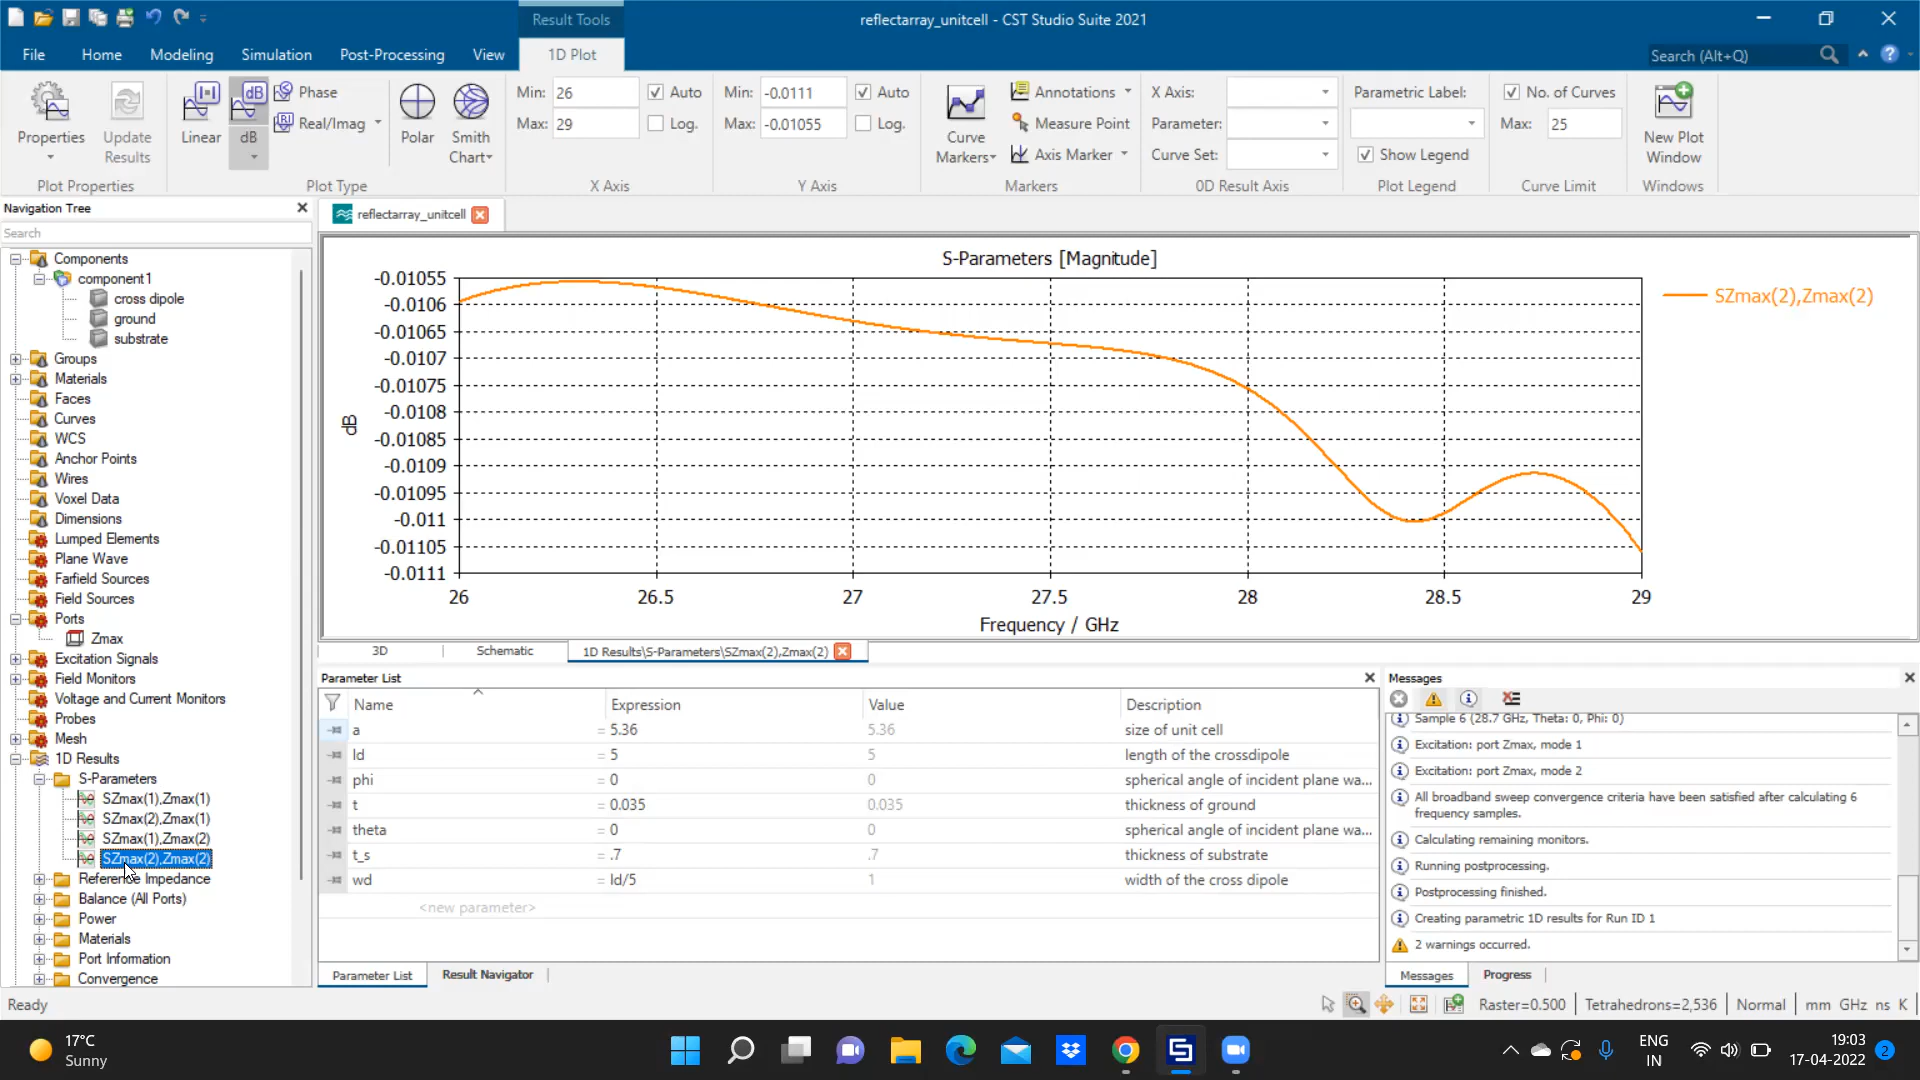 Result Tools
reflectarray_unitcell - CST Studio Suite 2021
File Home Modeling Simulation Post-Processing View 1D Plot
Search (Alt+Q)
Properties
Update Results
Plot Properties
Linear
dB
Phase
Real/Imag
Plot Type
Polar
Smith Chart
Min: 26 Auto
Max: 29 Log.
X Axis
Min: -0.0111 Auto
Max: -0.01055 Log.
Y Axis
Curve Markers
Annotations
Measure Point
Axis Marker
Markers
X Axis:
Parameter:
Curve Set:
0D Result Axis
Parametric Label:
Show Legend
Plot Legend
No. of Curves
Max: 25
Curve Limit
New Plot Window
Windows
Navigation Tree
Search
Components
component1
cross dipole
ground
substrate
Groups
Materials
Faces
Curves
WCS
Anchor Points
Wires
Voxel Data
Dimensions
Lumped Elements
Plane Wave
Farfield Sources
Field Sources
Ports
Zmax
Excitation Signals
Field Monitors
Voltage and Current Monitors
Probes
Mesh
1D Results
S-Parameters
SZmax(1),Zmax(1)
SZmax(2),Zmax(1)
SZmax(1),Zmax(2)
SZmax(2),Zmax(2)
Reference Impedance
Balance (All Ports)
Power
Materials
Port Information
Convergence
reflectarray_unitcell
S-Parameters [Magnitude]
SZmax(2),Zmax(2)
dB
-0.01055
-0.0106
-0.01065
-0.0107
-0.01075
-0.0108
-0.01085
-0.0109
-0.01095
-0.011
-0.01105
-0.0111
26 26.5 27 27.5 28 28.5 29
Frequency / GHz
3D Schematic 1D Results\S-Parameters\SZmax(2),Zmax(2)
Parameter List
Name Expression Value Description
a = 5.36 5.36 size of unit cell
ld = 5 5 length of the crossdipole
phi = 0 0 spherical angle of incident plane wa...
t = 0.035 0.035 thickness of ground
theta = 0 0 spherical angle of incident plane wa...
t_s = .7 .7 thickness of substrate
wd = ld/5 1 width of the cross dipole
<new parameter>
Parameter List Result Navigator
Messages
Sample 6 (28.7 GHz, Theta: 0, Phi: 0)
Excitation: port Zmax, mode 1
Excitation: port Zmax, mode 2
All broadband sweep convergence criteria have been satisfied after calculating 6
frequency samples.
Calculating remaining monitors.
Running postprocessing.
Postprocessing finished.
Creating parametric 1D results for Run ID 1
2 warnings occurred.
Messages Progress
Ready
Raster=0.500 Tetrahedrons=2,536 Normal mm GHz ns K
17°C
Sunny
ENG
IN
19:03
17-04-2022
2